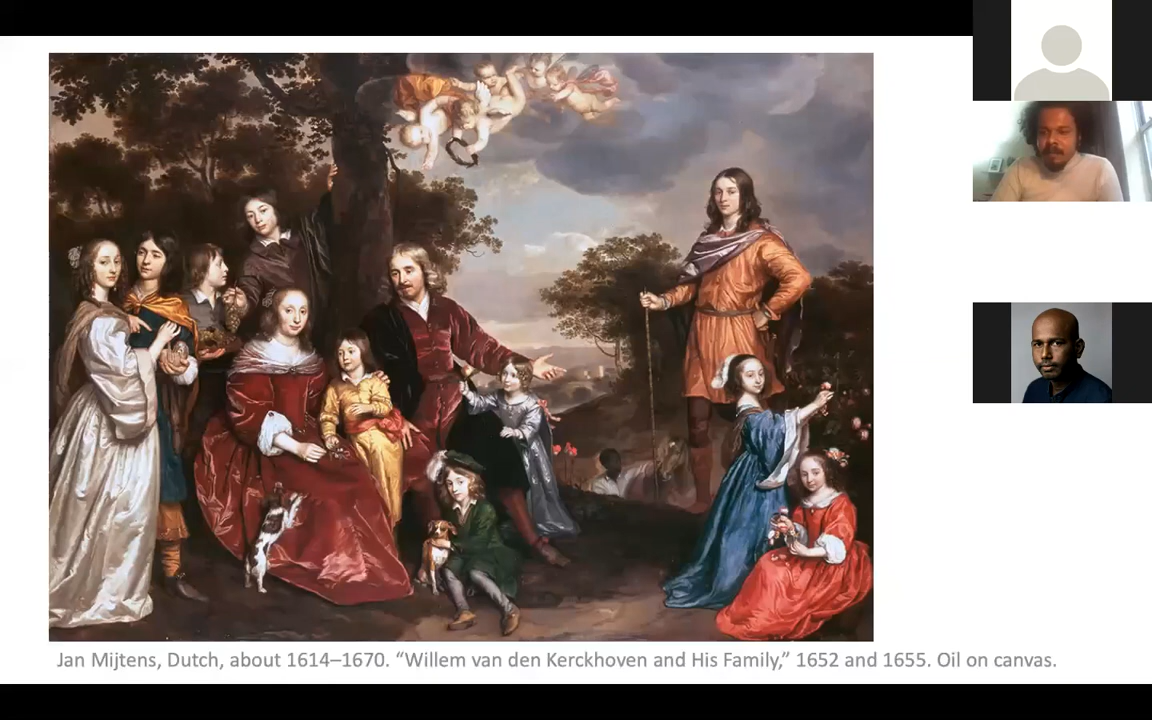 Jan Mijtens, Dutch, about 1614–1670. “Willem van den Kerckhoven and His Family,” 1652 and 1655. Oil on canvas.